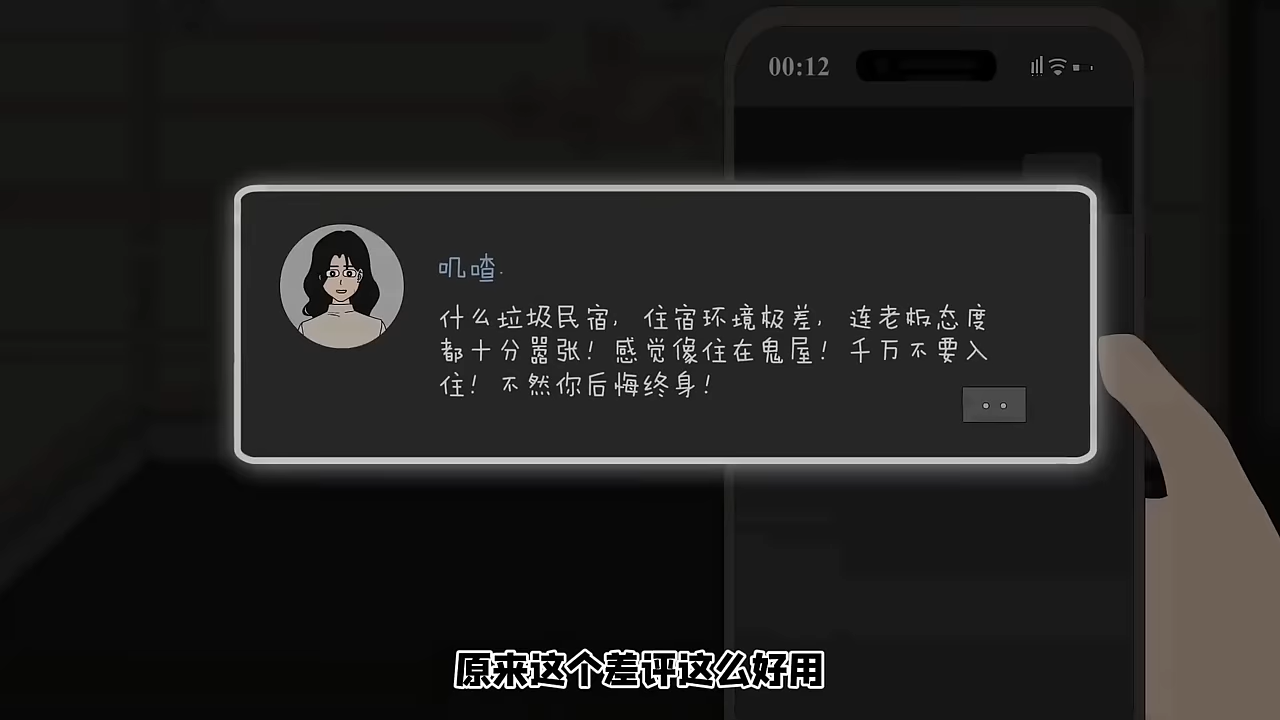 00:12
叽喳.
什么垃圾民宿，住宿环境极差，连老板态度
都十分嚣张！感觉像住在鬼屋！千万不要入
住！不然你后悔终身！
原来这个差评这么好用